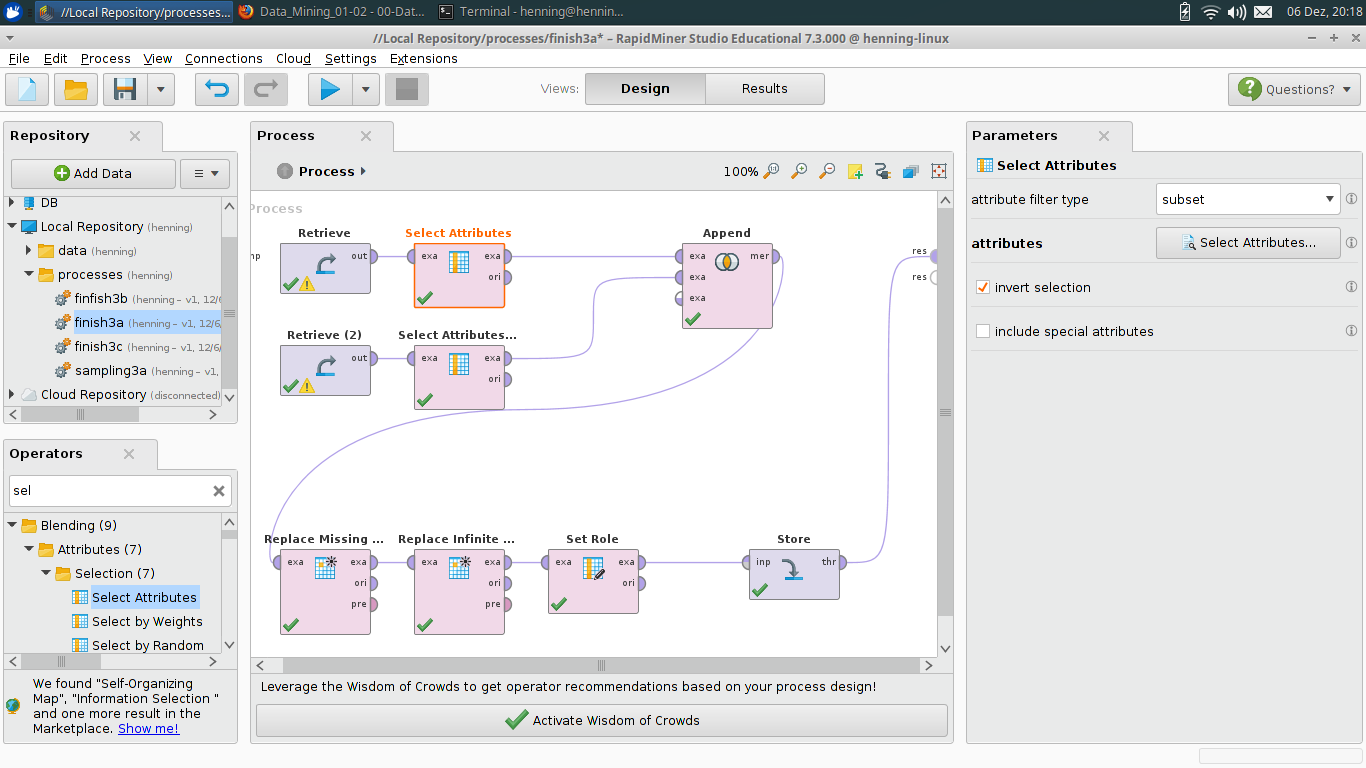 //Local Repository/processes... Data_Mining_01-02 - 00-Dat... Terminal - henning@hennin... 06 Dez, 20:18
//Local Repository/processes/finish3a* – RapidMiner Studio Educational 7.3.000 @ henning-linux
File Edit Process View Connections Cloud Settings Extensions
Views: Design Results Questions?
Repository
Add Data
DB
Local Repository (henning)
data (henning)
processes (henning)
finfish3b (henning – v1, 12/6
finish3a (henning – v1, 12/6,
finish3c (henning – v1, 12/6/
sampling3a (henning – v1,
Cloud Repository (disconnected)
Operators
sel
Blending (9)
Attributes (7)
Selection (7)
Select Attributes
Select by Weights
Select by Random
We found "Self-Organizing
Map", "Information Selection "
and one more result in the
Marketplace. Show me!
Process
Process
100%
Process
Retrieve Select Attributes Append
np out exa exa exa mer res
ori exa res
exa
Retrieve (2) Select Attributes...
out exa exa
ori
Replace Missing ... Replace Infinite ... Set Role Store
exa exa exa exa exa exa inp thr
ori ori ori
pre pre
Leverage the Wisdom of Crowds to get operator recommendations based on your process design!
Activate Wisdom of Crowds
Parameters
Select Attributes
attribute filter type subset
attributes Select Attributes...
invert selection
include special attributes